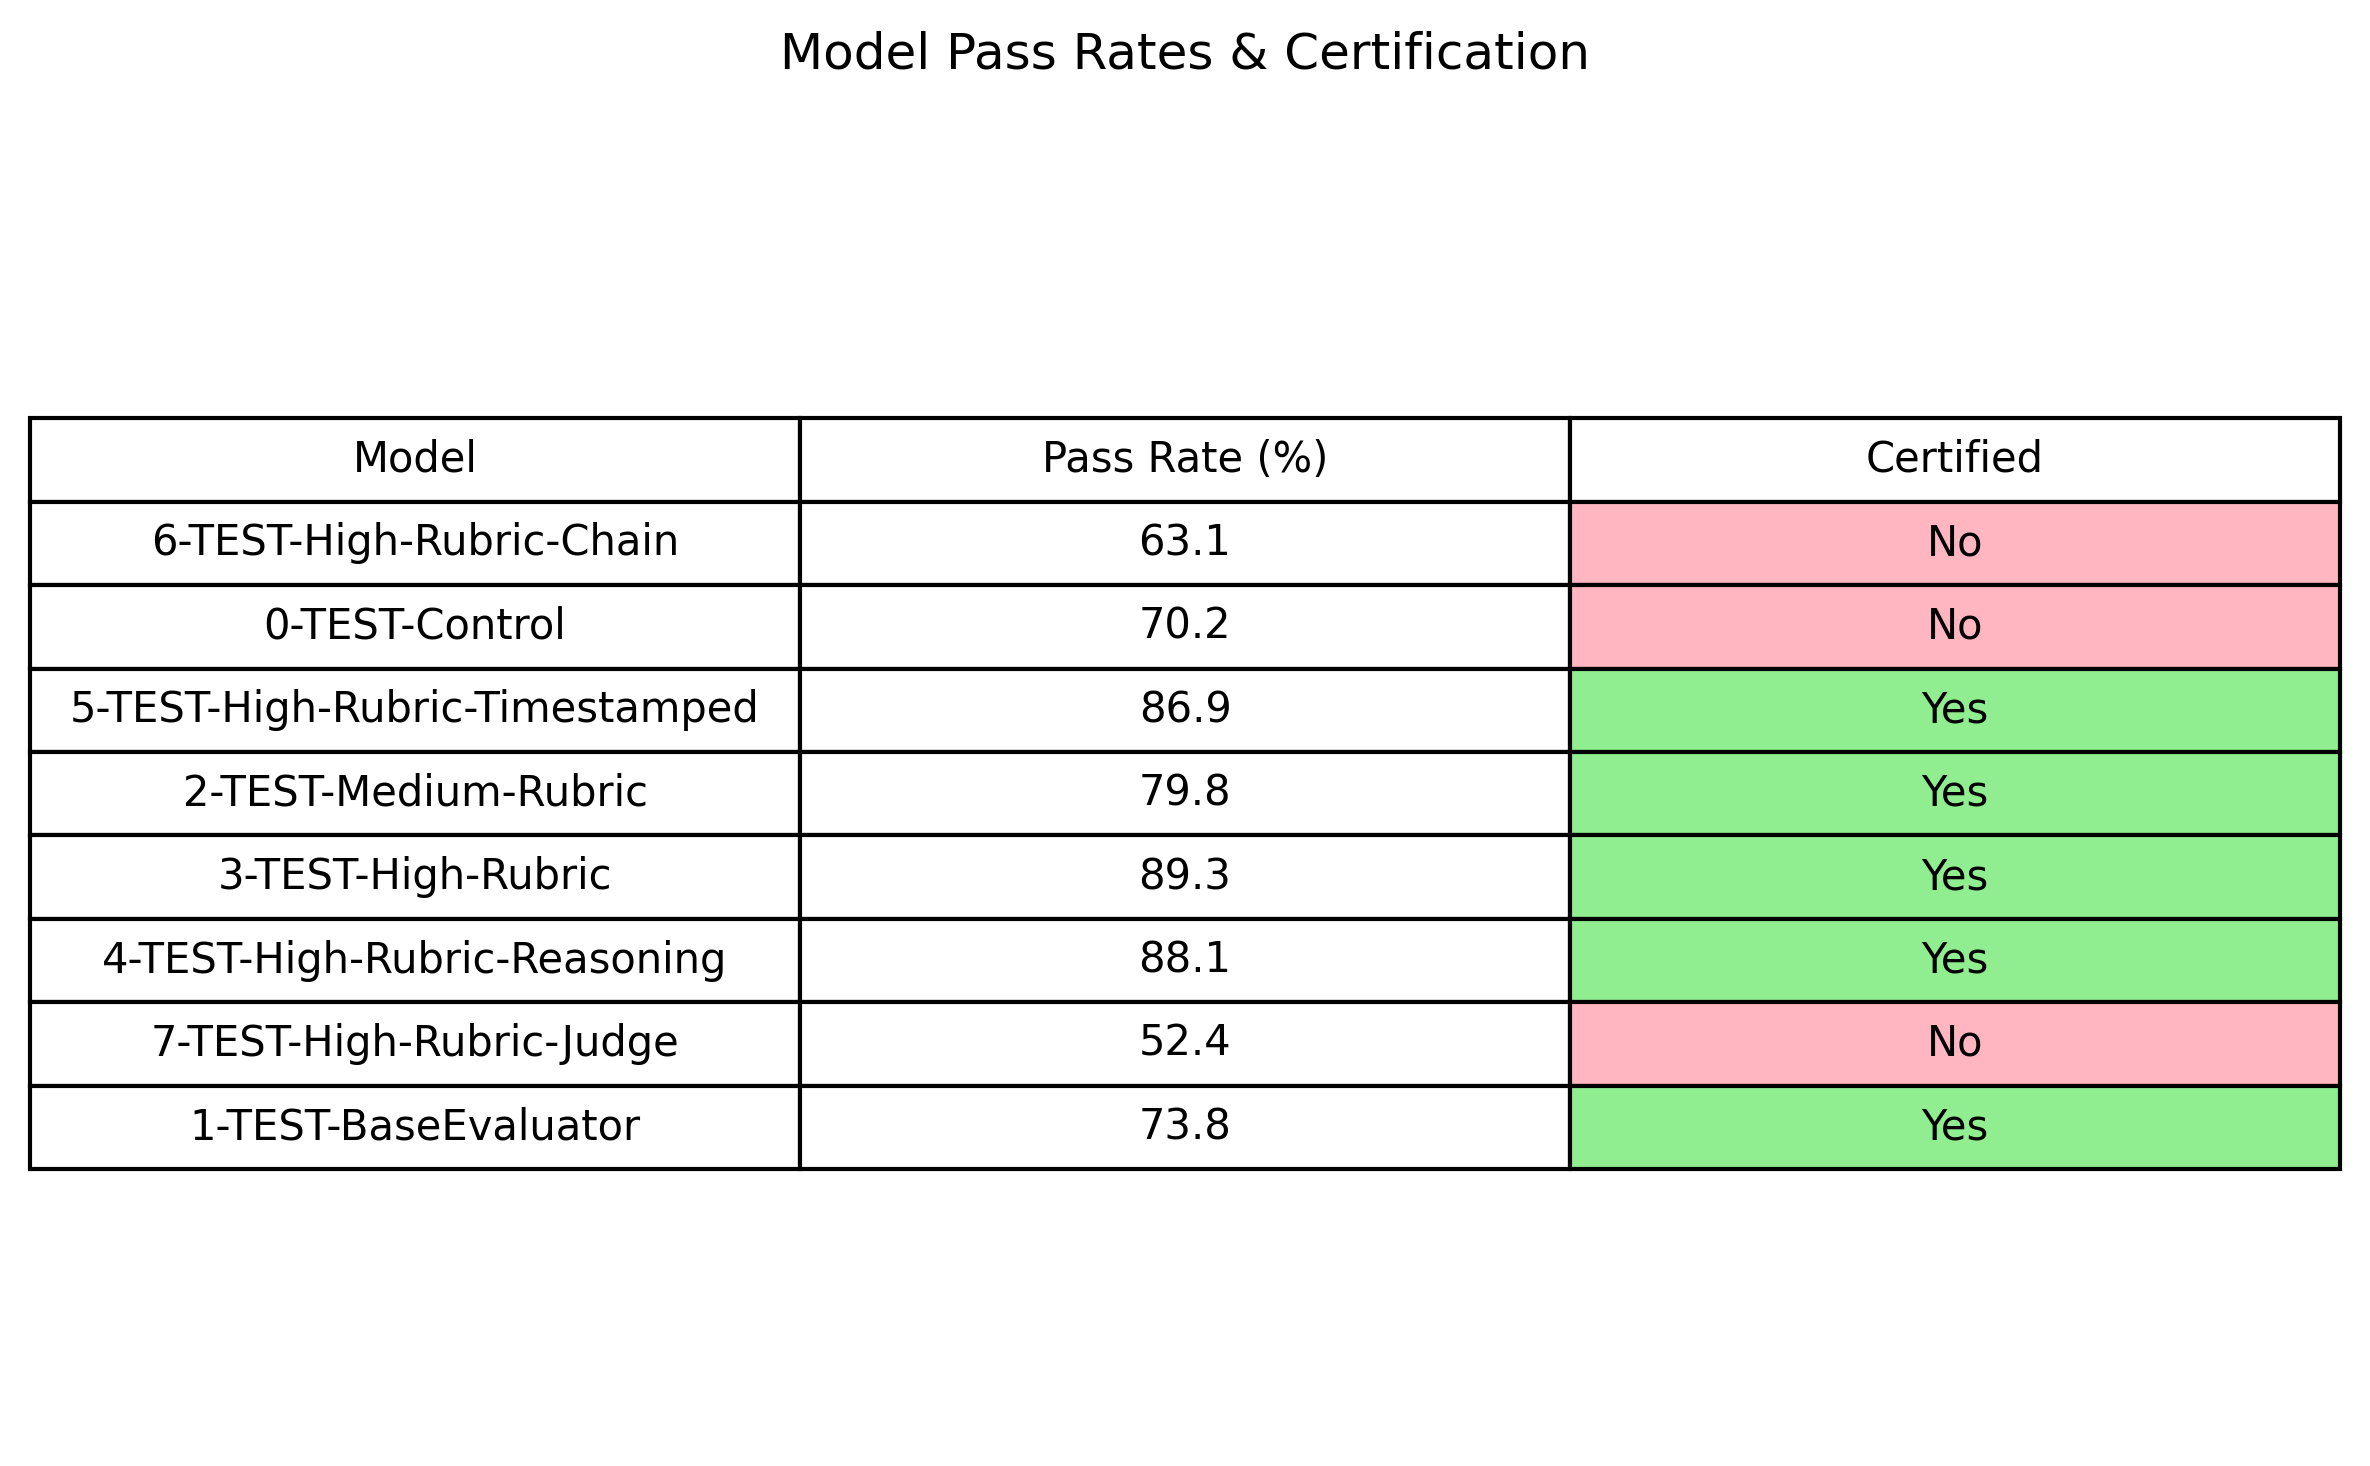 Model Pass Rates & Certification
Model Pass Rate (%) Certified
6-TEST-High-Rubric-Chain 63.1 No
0-TEST-Control 70.2 No
5-TEST-High-Rubric-Timestamped 86.9 Yes
2-TEST-Medium-Rubric 79.8 Yes
3-TEST-High-Rubric 89.3 Yes
4-TEST-High-Rubric-Reasoning 88.1 Yes
7-TEST-High-Rubric-Judge 52.4 No
1-TEST-BaseEvaluator 73.8 Yes